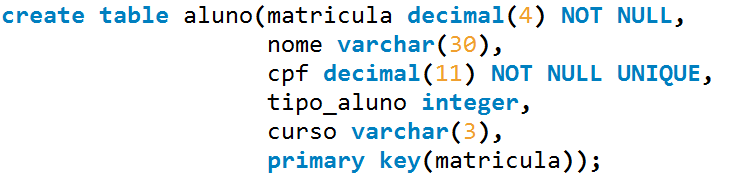 create table aluno(matricula decimal(4) NOT NULL,
nome varchar(30),
cpf decimal(11) NOT NULL UNIQUE,
tipo_aluno integer,
curso varchar(3),
primary key(matricula));